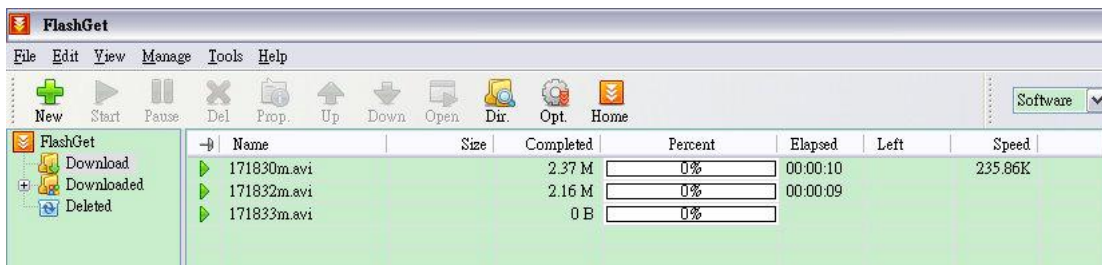 FlashGet
File Edit View Manage Tools Help
New Start Pause Del Prop. Up Down Open Dir. Opt. Home Software
FlashGet
Download
Downloaded
Deleted
Name Size Completed Percent Elapsed Left Speed
171830m.avi 2.37 M 0% 00:00:10 235.86K
171832m.avi 2.16 M 0% 00:00:09
171833m.avi 0 B 0%